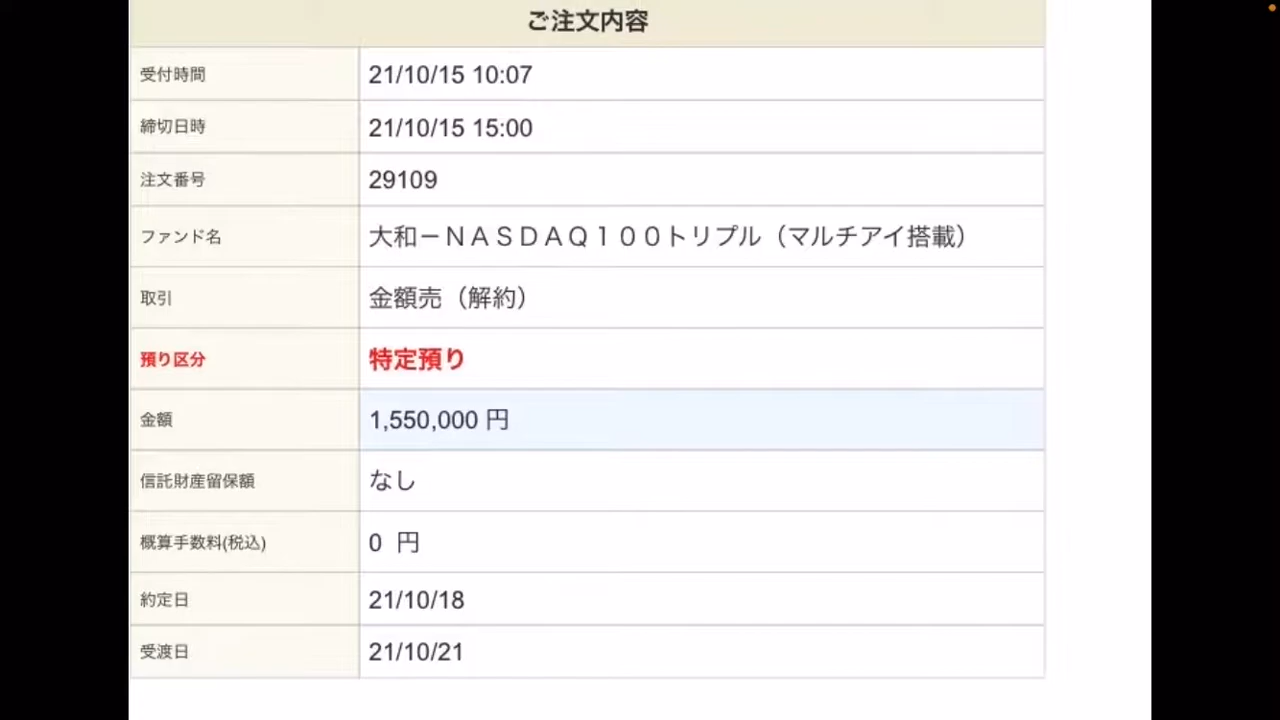 ご注文内容
受付時間 21/10/15 10:07
締切日時 21/10/15 15:00
注文番号 29109
ファンド名 大和－ＮＡＳＤＡＱ１００トリプル（マルチアイ搭載）
取引 金額売（解約）
預り区分 特定預り
金額 1,550,000 円
信託財産留保額 なし
概算手数料(税込) 0 円
約定日 21/10/18
受渡日 21/10/21